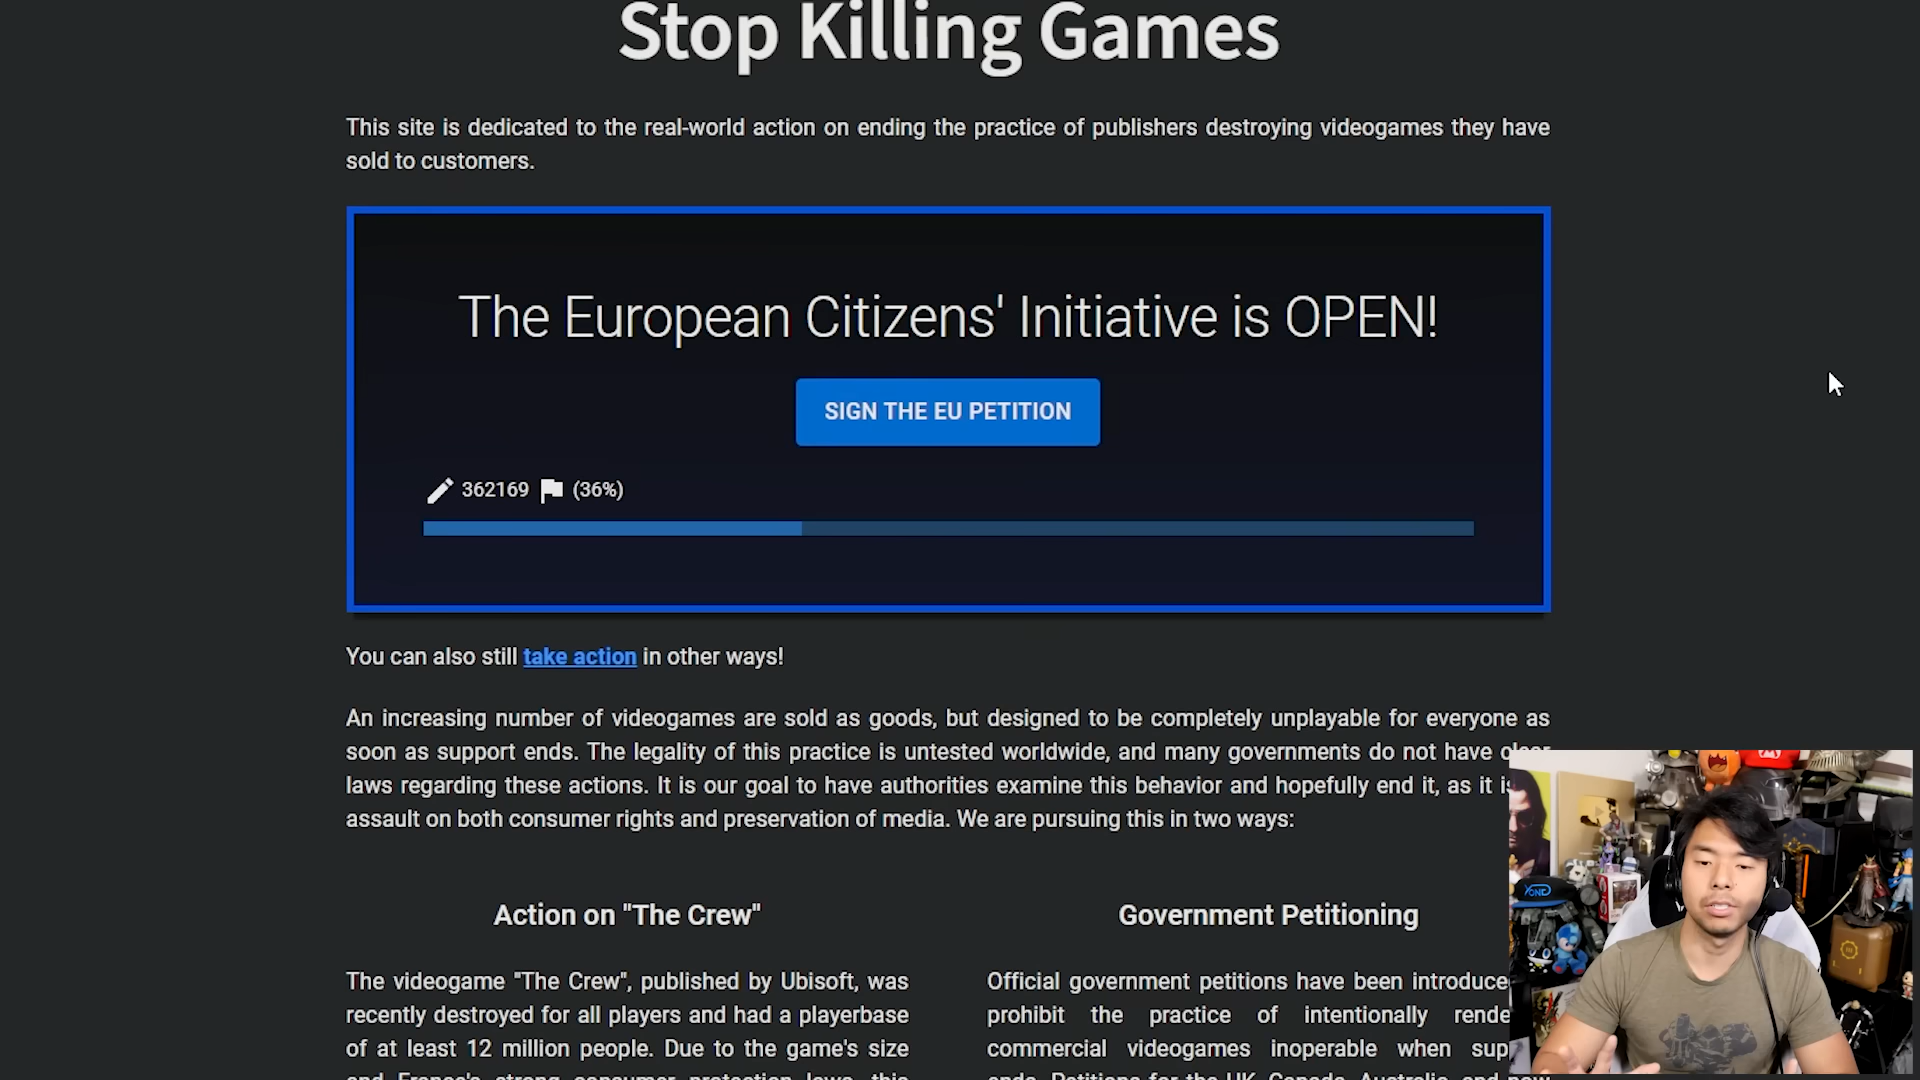 Stop Killing Games
This site is dedicated to the real-world action on ending the practice of publishers destroying videogames they have
sold to customers.
The European Citizens' Initiative is OPEN!
SIGN THE EU PETITION
362169 (36%)
You can also still take action in other ways!
An increasing number of videogames are sold as goods, but designed to be completely unplayable for everyone as
soon as support ends. The legality of this practice is untested worldwide, and many governments do not have
laws regarding these actions. It is our goal to have authorities examine this behavior and hopefully end it, as it
assault on both consumer rights and preservation of media. We are pursuing this in two ways:
Action on "The Crew"
The videogame "The Crew", published by Ubisoft, was
recently destroyed for all players and had a playerbase
of at least 12 million people. Due to the game's size
Government Petitioning
Official government petitions have been introduce
prohibit the practice of intentionally rende
commercial videogames inoperable when sup